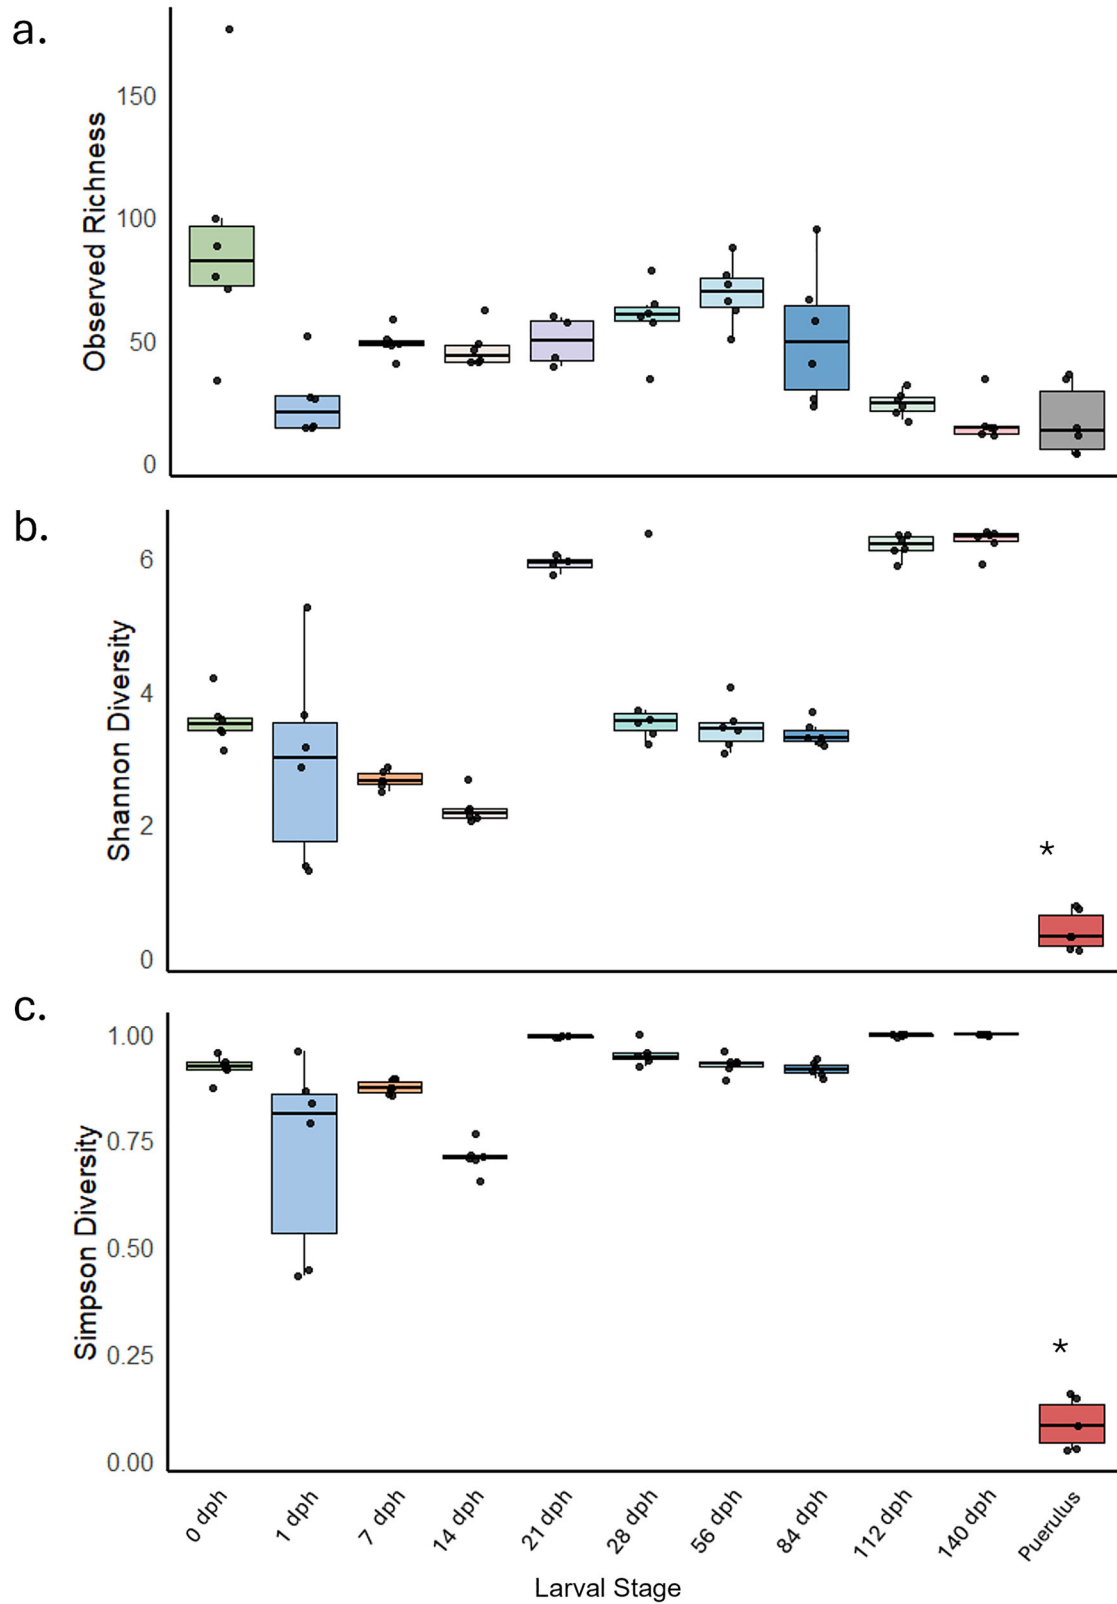 a.
Observed Richness
150
100
50
0
b.
Shannon Diversity
6
4
2
0
*
c.
Simpson Diversity
1.00
0.75
0.50
0.25
0.00
*
0 dph
1 dph
7 dph
14 dph
21 dph
28 dph
56 dph
84 dph
112 dph
140 dph
Puerulus
Larval Stage